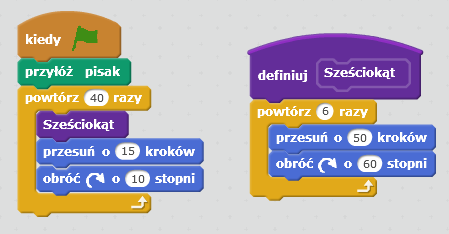 kiedy
przyłóż pisak
powtórz 40 razy
Sześciokąt
przesuń o 15 kroków
obróć o 10 stopni
definiuj Sześciokąt
powtórz 6 razy
przesuń o 50 kroków
obróć o 60 stopni